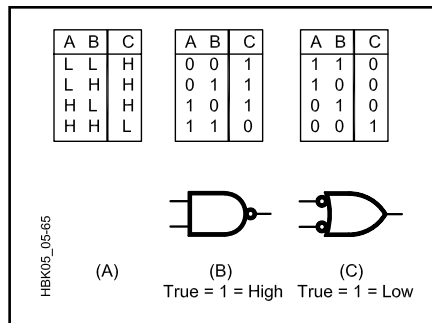 A B C
L L H
L H H
H L H
H H L
A B C
0 0 1
0 1 1
1 0 1
1 1 0
A B C
1 1 0
1 0 0
0 1 0
0 0 1
HBK05_05-65
(A)
(B)
True = 1 = High
(C)
True = 1 = Low